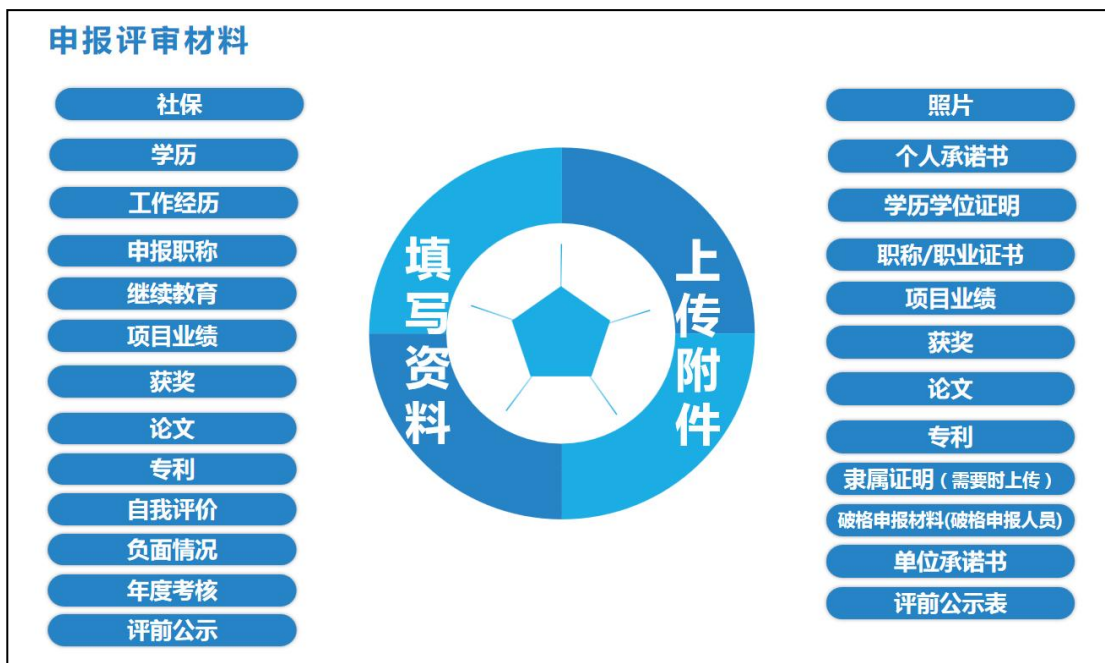 申报评审材料
社保
学历
工作经历
申报职称
继续教育
项目业绩
获奖
论文
专利
自我评价
负面情况
年度考核
评前公示
填写资料
上传附件
照片
个人承诺书
学历学位证明
职称/职业证书
项目业绩
获奖
论文
专利
隶属证明（需要时上传）
破格申报材料(破格申报人员)
单位承诺书
评前公示表